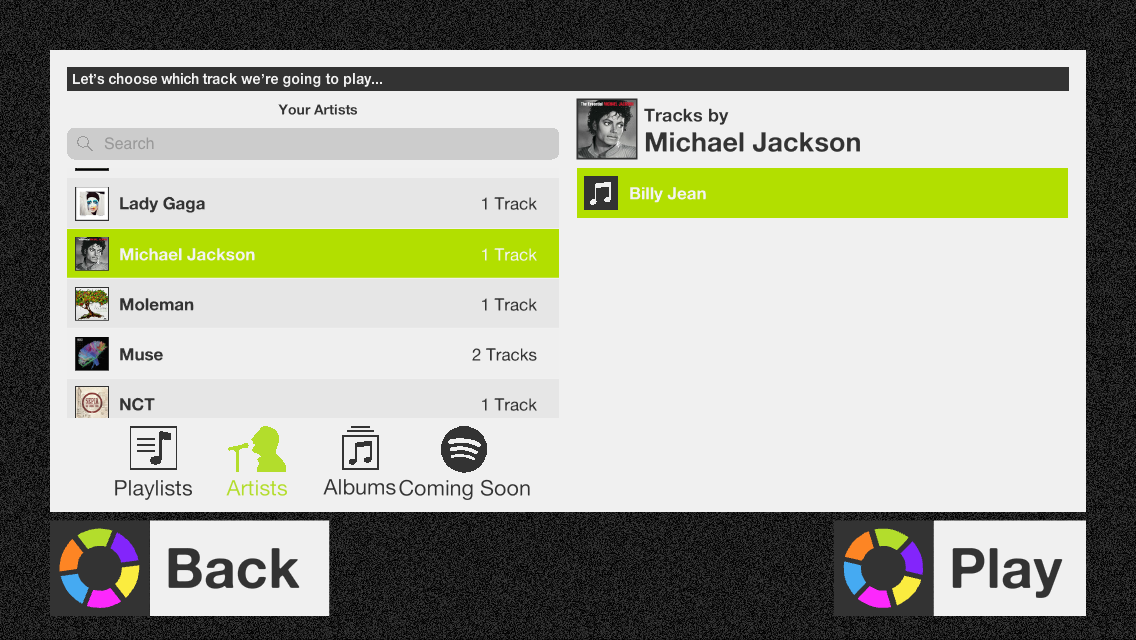 Let's choose which track we're going to play...
Your Artists
Search
Lady Gaga 1 Track
Michael Jackson 1 Track
Moleman 1 Track
Muse 2 Tracks
NCT 1 Track
Tracks by
Michael Jackson
Billy Jean
Playlists Artists Albums Coming Soon
Back Play